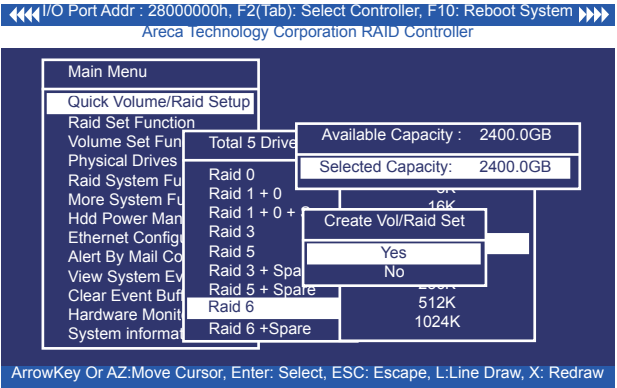 I/O Port Addr : 28000000h, F2(Tab): Select Controller, F10: Reboot System
Areca Technology Corporation RAID Controller
Main Menu
Quick Volume/Raid Setup
Raid Set Function
Volume Set Fun
Physical Drives
Raid System Fu
More System Fu
Hdd Power Man
Ethernet Configu
Alert By Mail Co
View System Ev
Clear Event Buff
Hardware Monit
System informat
Total 5 Drive
Raid 0
Raid 1 + 0
Raid 1 + 0 +
Raid 3
Raid 5
Raid 3 + Spa
Raid 5 + Spare
Raid 6
Raid 6 +Spare
Available Capacity : 2400.0GB
Selected Capacity: 2400.0GB
16K
Create Vol/Raid Set
Yes
No
512K
1024K
ArrowKey Or AZ:Move Cursor, Enter: Select, ESC: Escape, L:Line Draw, X: Redraw